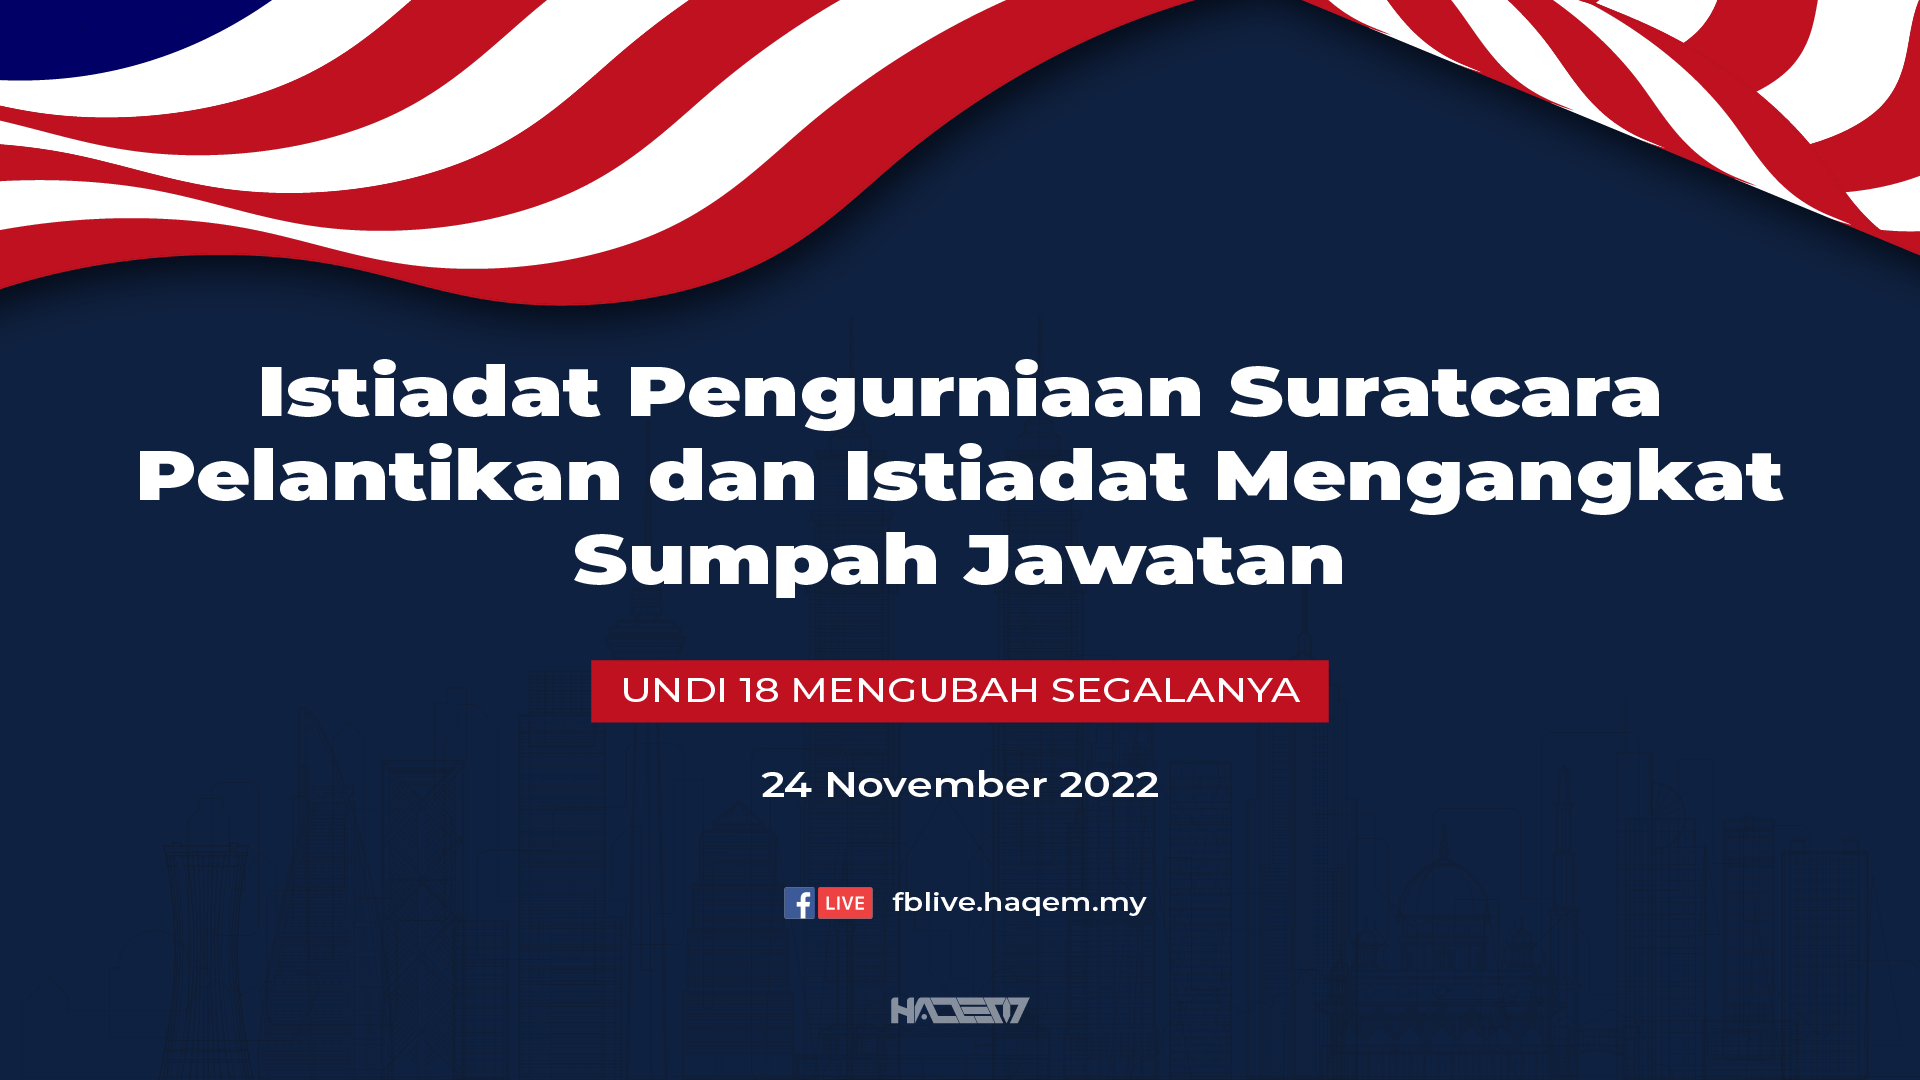 Istiadat Pengurniaan Suratcara
Pelantikan dan Istiadat Mengangkat
Sumpah Jawatan
UNDI 18 MENGUBAH SEGALANYA
24 November 2022
f LIVE fblive.haqem.my
HAQEM